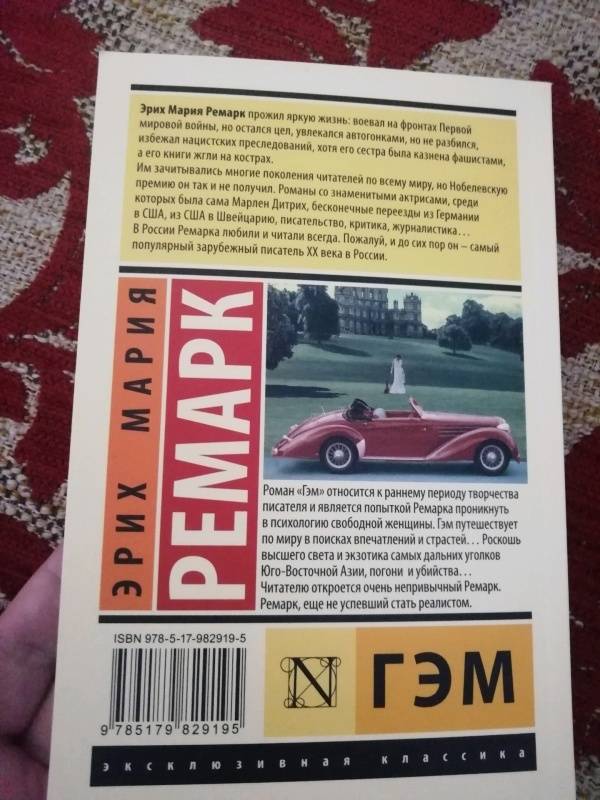 Эрих Мария Ремарк прожил яркую жизнь: воевал на фронтах Первой
мировой войны, но остался цел, увлекался автогонками, но не разбился,
избежал нацистских преследований, хотя его сестра была казнена фашистами,
а его книги жгли на кострах.
Им зачитывались многие поколения читателей по всему миру, но Нобелевскую
премию он так и не получил. Романы со знаменитыми актрисами, среди
которых была сама Марлен Дитрих, бесконечные переезды из Германии
в США, из США в Швейцарию, писательство, критика, журналистика...
В России Ремарка любили и читали всегда. Пожалуй, и до сих пор он – самый
популярный зарубежный писатель XX века в России.
ЭРИХ МАРИЯ
РЕМАРК
Роман «Гэм» относится к раннему периоду творчества
писателя и является попыткой Ремарка проникнуть
в психологию свободной женщины. Гэм путешествует
по миру в поисках впечатлений и страстей... Роскошь
высшего света и экзотика самых дальних уголков
Юго-Восточной Азии, погони и убийства...
Читателю откроется очень непривычный Ремарк.
Ремарк, еще не успевший стать реалистом.
ISBN 978-5-17-982919-5
9 785179 829195
N
ГЭМ
эксклюзивная классика